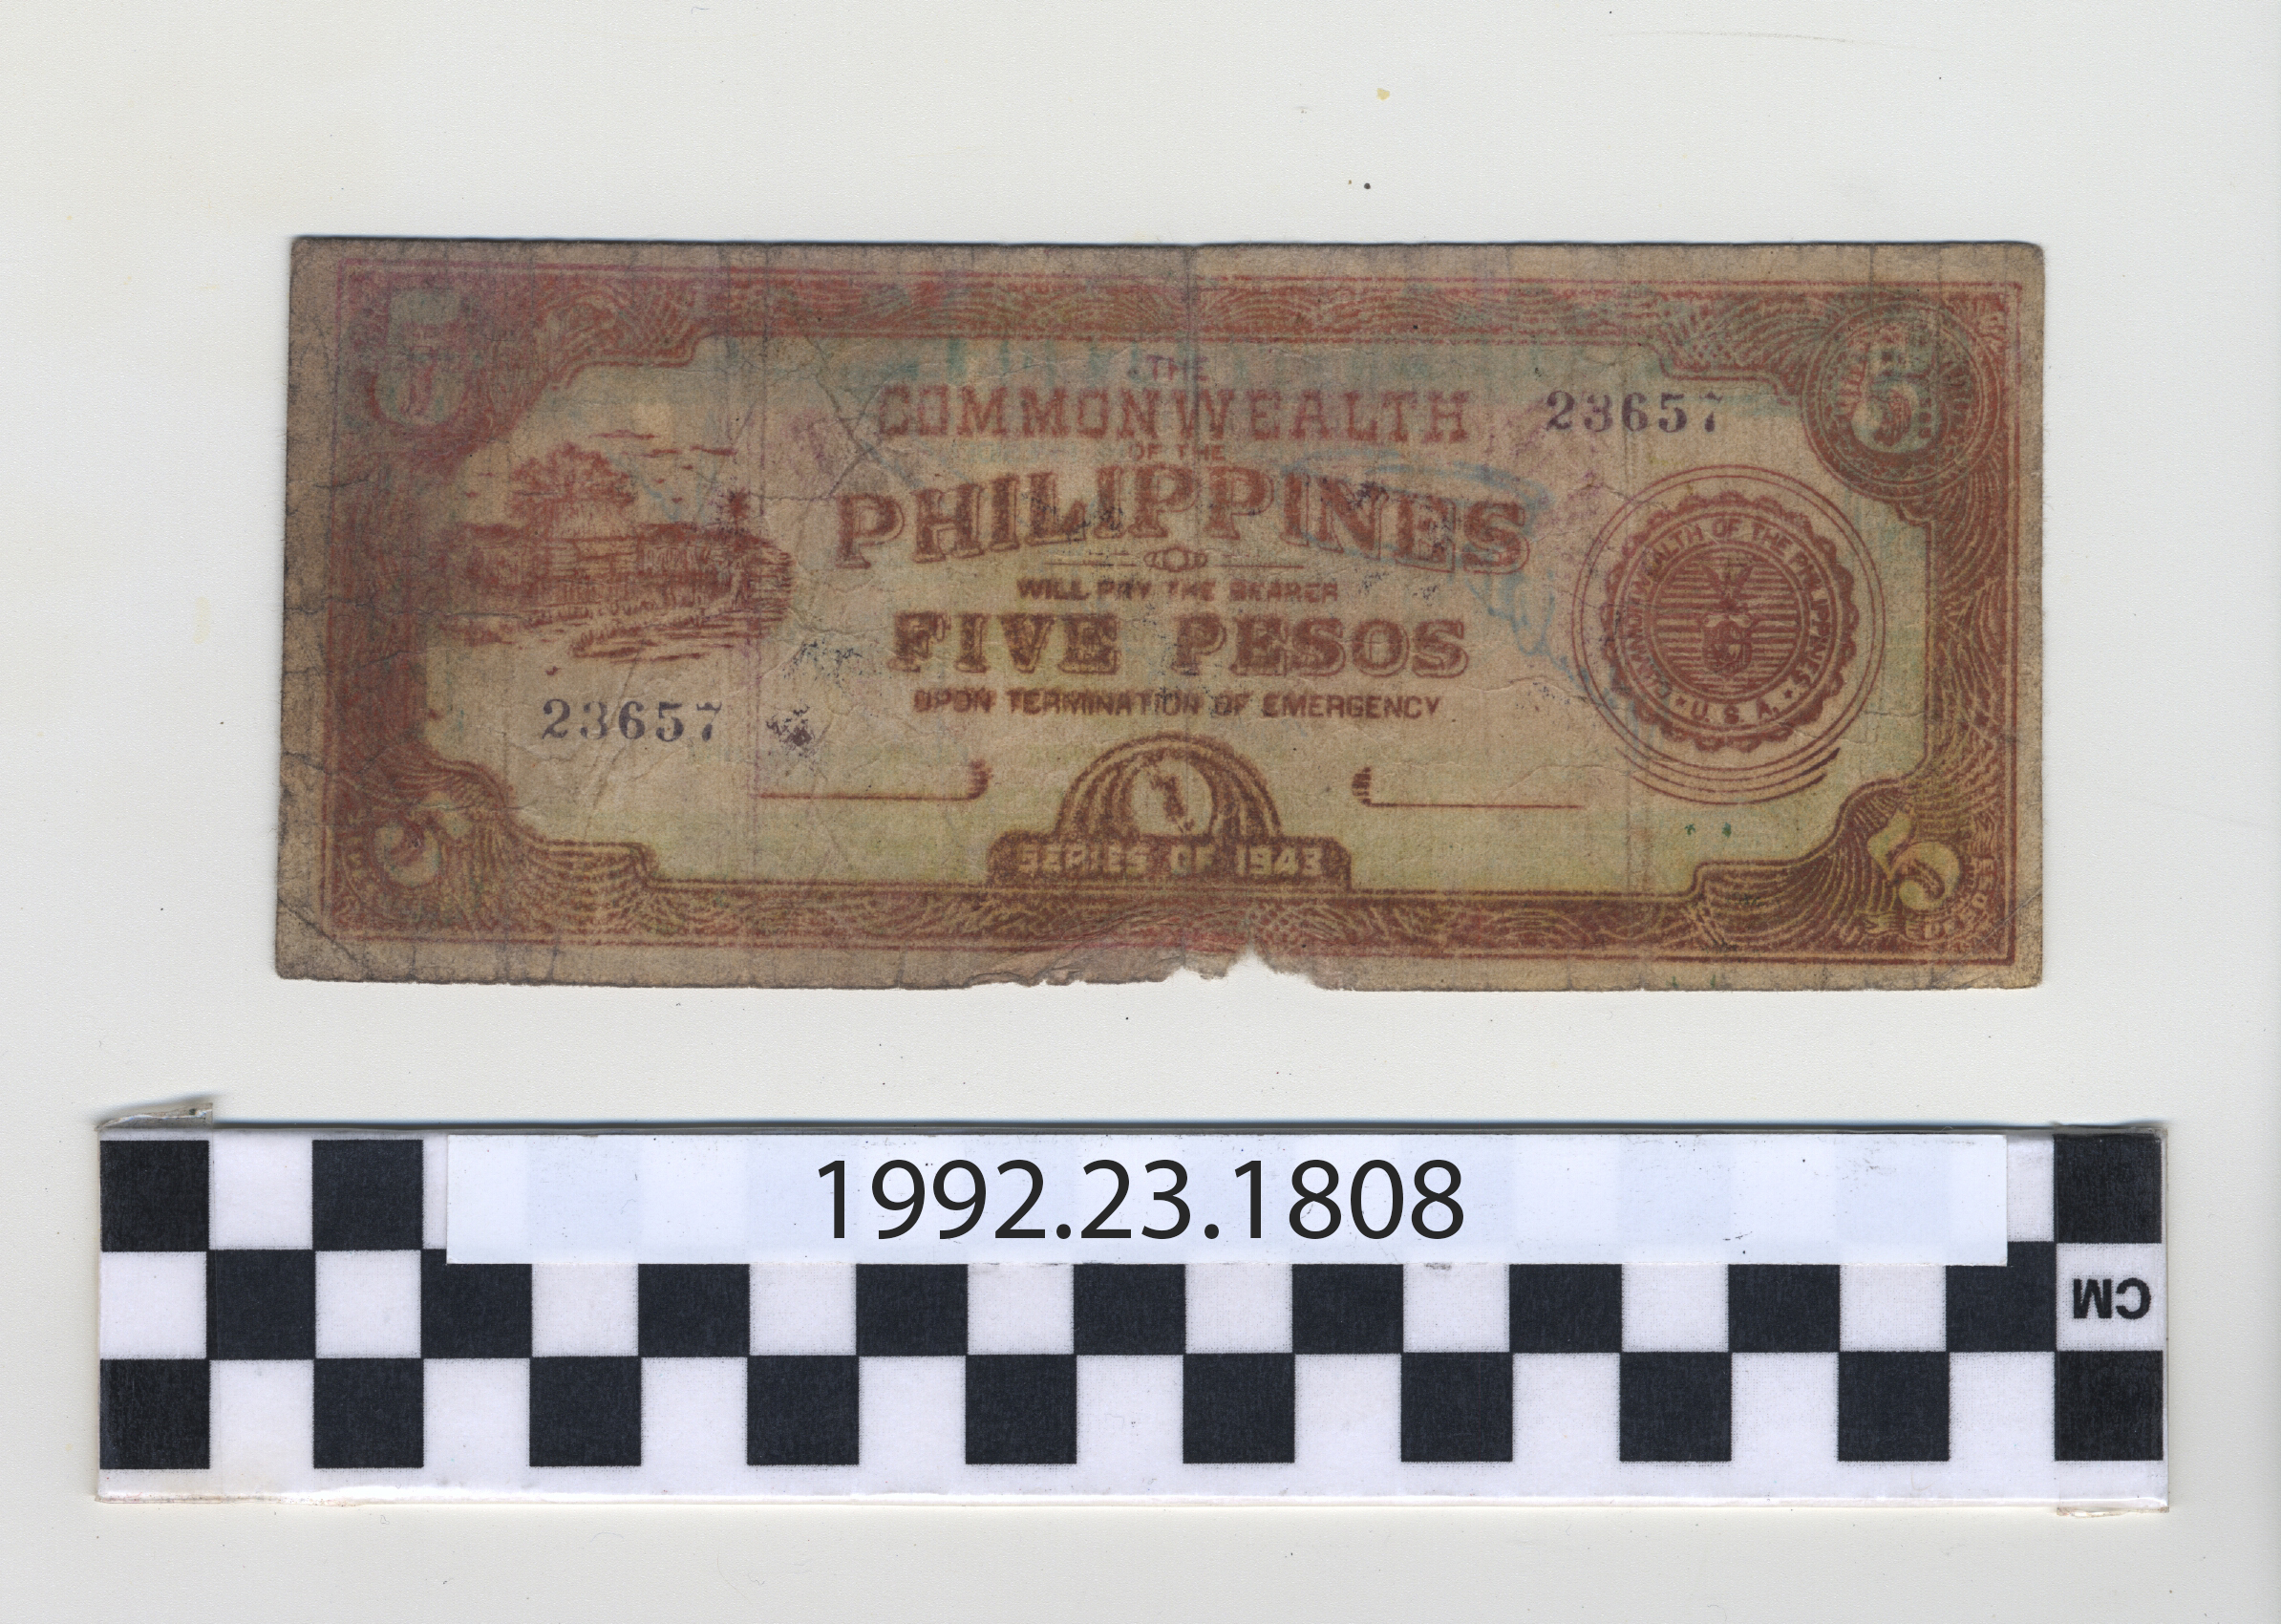 5
THE
COMMONWEALTH
23657
OF THE
PHILIPPINES
WILL PAY THE BEARER
FIVE PESOS
UPON TERMINATION OF EMERGENCY
COMMONWEALTH OF THE PHILIPPINES
U. S. A.
23657
SERIES OF 1943
5
5
1992.23.1808
CM